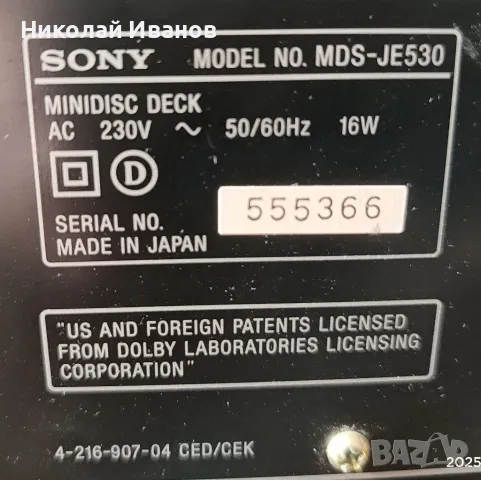 Николай Иванов
SONY MODEL NO. MDS-JE530
MINIDISC DECK
AC 230V ~ 50/60Hz 16W
D
SERIAL NO. 555366
MADE IN JAPAN
"US AND FOREIGN PATENTS LICENSED
FROM DOLBY LABORATORIES LICENSING
CORPORATION"
4-216-907-04 CED/CEK
БАZАР
2025